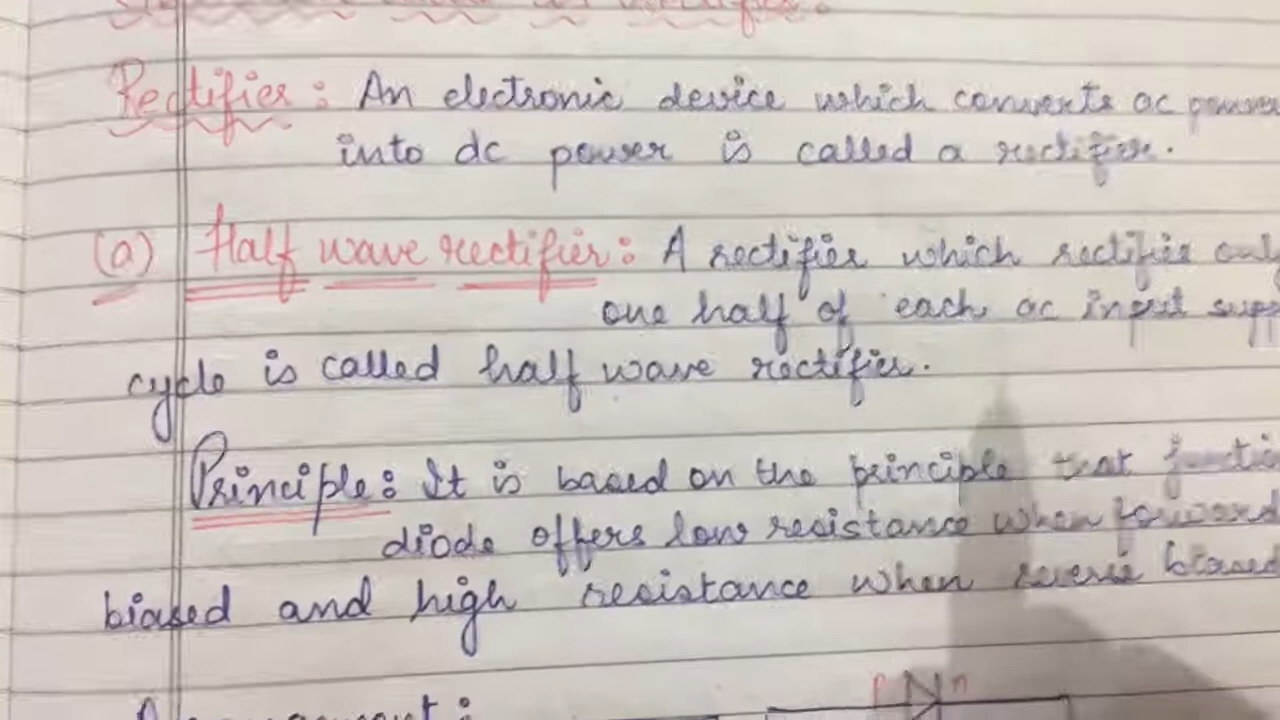 Rectifier : An electronic device which converts ac power
into dc power is called a rectifier.
(a) Half wave rectifier : A rectifier which rectifies only
one half of each ac input
cycle is called half wave rectifier.
Principle : It is based on the principle that
diode offers low resistance when forward
biased and high resistance when reverse biased
p n